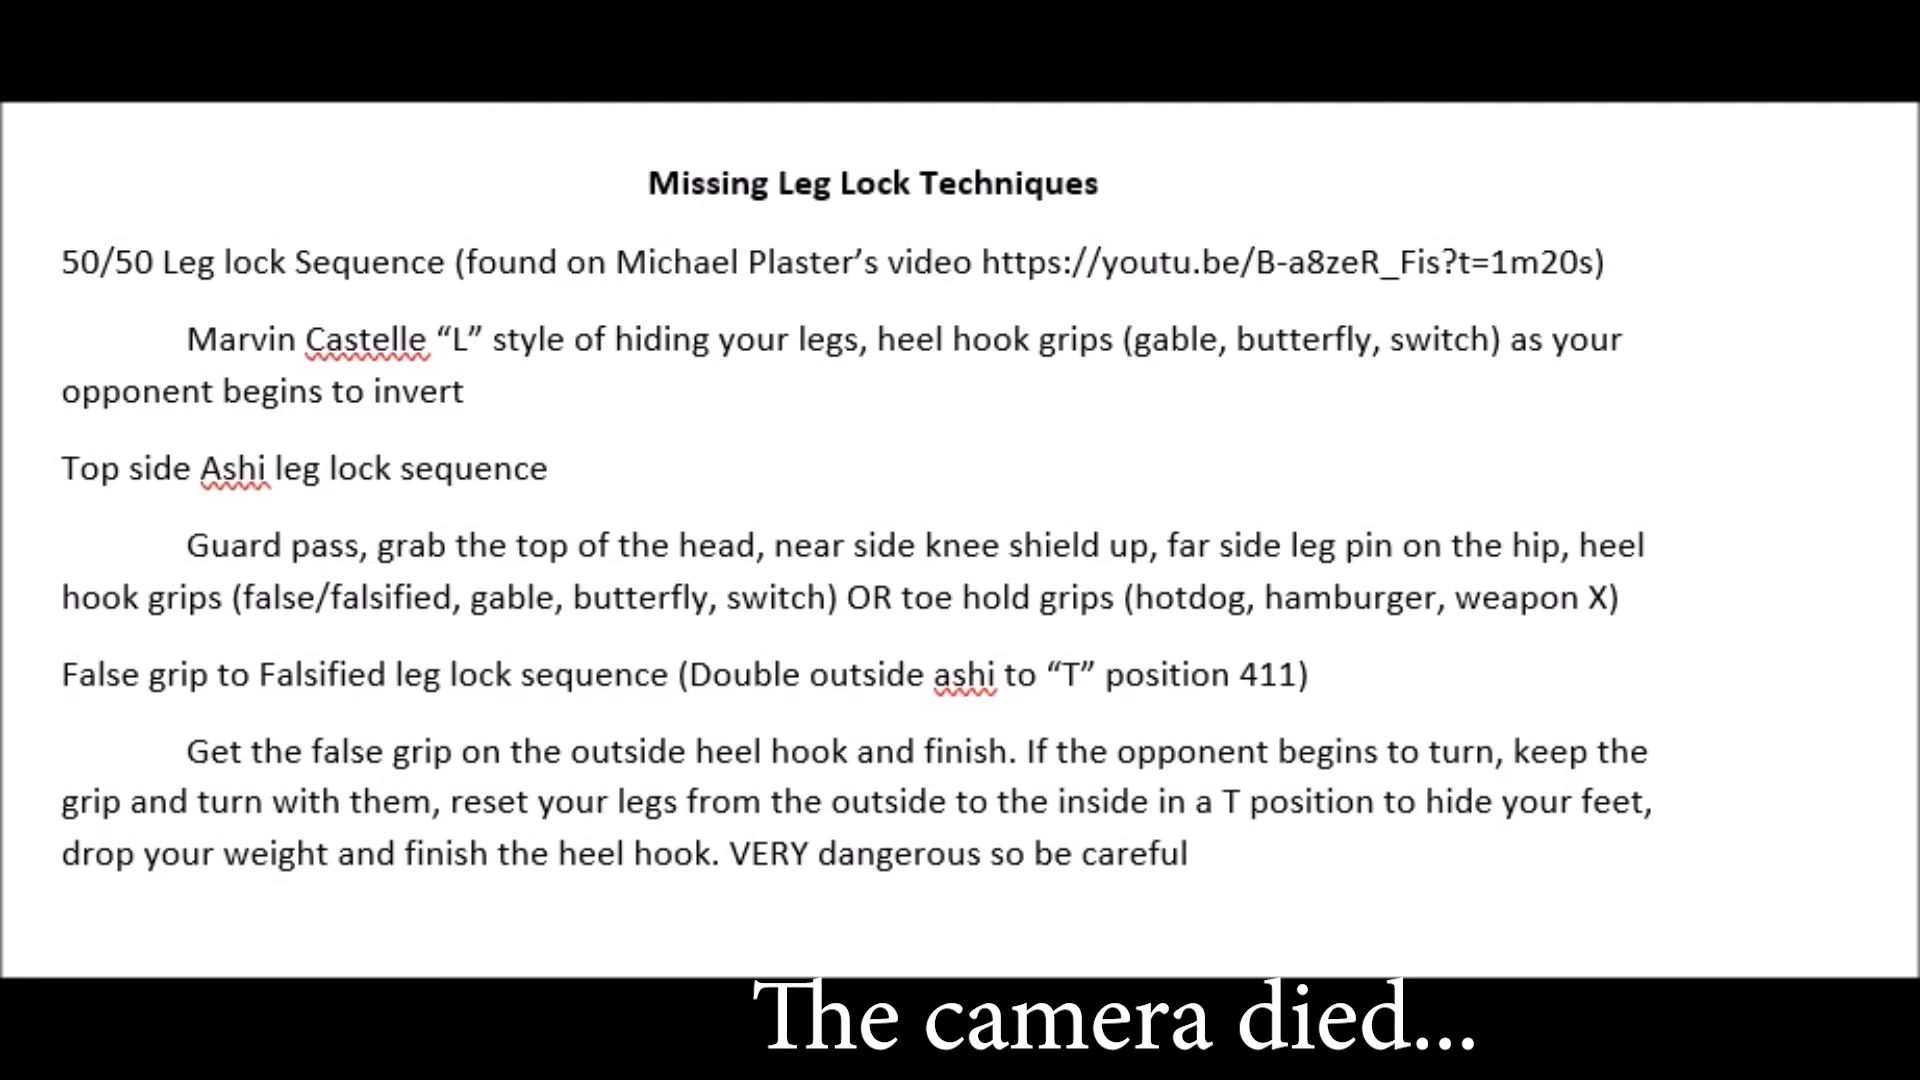 Missing Leg Lock Techniques
50/50 Leg lock Sequence (found on Michael Plaster’s video https://youtu.be/B-a8zeR_Fis?t=1m20s)
Marvin Castelle “L” style of hiding your legs, heel hook grips (gable, butterfly, switch) as your
opponent begins to invert
Top side Ashi leg lock sequence
Guard pass, grab the top of the head, near side knee shield up, far side leg pin on the hip, heel
hook grips (false/falsified, gable, butterfly, switch) OR toe hold grips (hotdog, hamburger, weapon X)
False grip to Falsified leg lock sequence (Double outside ashi to “T” position 411)
Get the false grip on the outside heel hook and finish. If the opponent begins to turn, keep the
grip and turn with them, reset your legs from the outside to the inside in a T position to hide your feet,
drop your weight and finish the heel hook. VERY dangerous so be careful
The camera died...